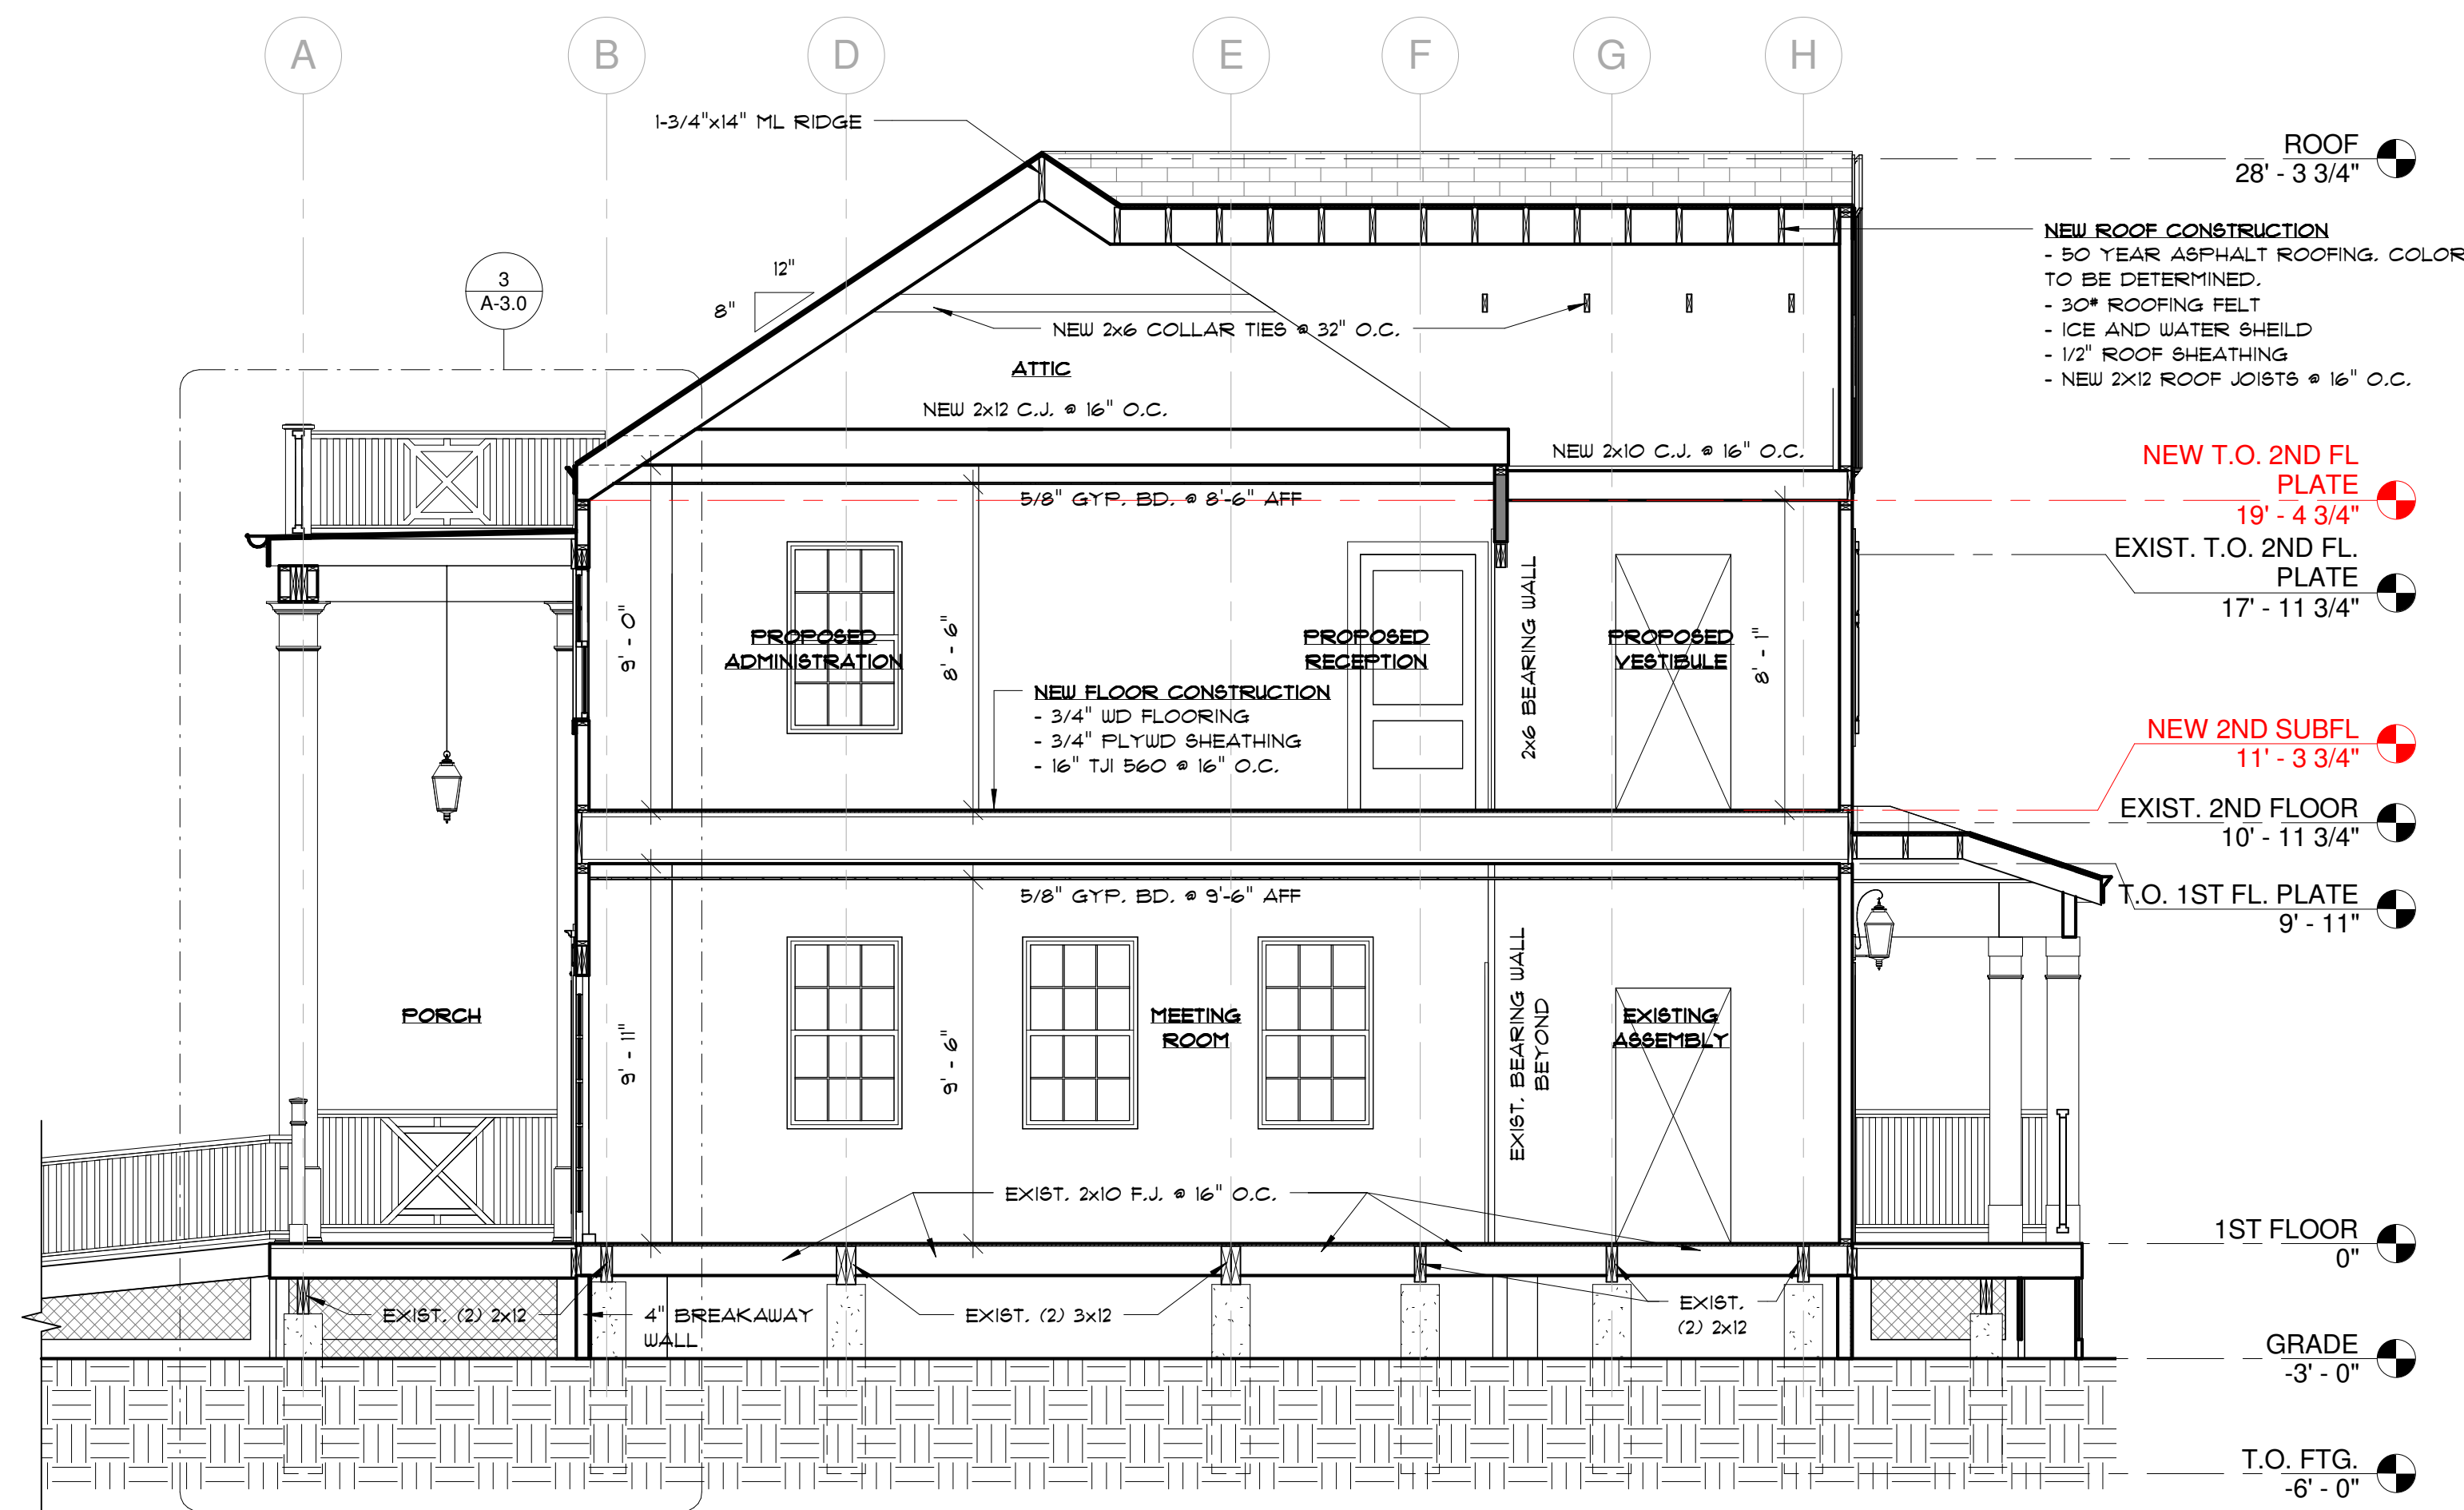 A
B
D
E
F
G
H
1-3/4"x14" ML RIDGE
ROOF
28' - 3 3/4"
NEW ROOF CONSTRUCTION
- 50 YEAR ASPHALT ROOFING. COLOR
TO BE DETERMINED.
- 30# ROOFING FELT
- ICE AND WATER SHEILD
- 1/2" ROOF SHEATHING
- NEW 2X12 ROOF JOISTS @ 16" O.C.
3
A-3.0
12"
8"
NEW 2x6 COLLAR TIES @ 32" O.C.
ATTIC
NEW 2x12 C.J. @ 16" O.C.
NEW 2x10 C.J. @ 16" O.C.
NEW T.O. 2ND FL
PLATE
19' - 4 3/4"
5/8" GYP. BD. @ 8'-6" AFF
EXIST. T.O. 2ND FL.
PLATE
17' - 11 3/4"
9' - 0"
PROPOSED
ADMINISTRATION
8' - 6"
PROPOSED
RECEPTION
2x6 BEARING WALL
PROPOSED
VESTIBULE
8' - 1"
NEW FLOOR CONSTRUCTION
- 3/4" WD FLOORING
- 3/4" PLYWD SHEATHING
- 16" TJI 560 @ 16" O.C.
NEW 2ND SUBFL
11' - 3 3/4"
EXIST. 2ND FLOOR
10' - 11 3/4"
5/8" GYP. BD. @ 9'-6" AFF
T.O. 1ST FL. PLATE
9' - 11"
PORCH
9' - 11"
9' - 6"
MEETING
ROOM
EXIST. BEARING WALL
BEYOND
EXISTING
ASSEMBLY
EXIST. 2x10 F.J. @ 16" O.C.
1ST FLOOR
0"
EXIST. (2) 2x12
4" BREAKAWAY
WALL
EXIST. (2) 3x12
EXIST.
(2) 2x12
GRADE
-3' - 0"
T.O. FTG.
-6' - 0"